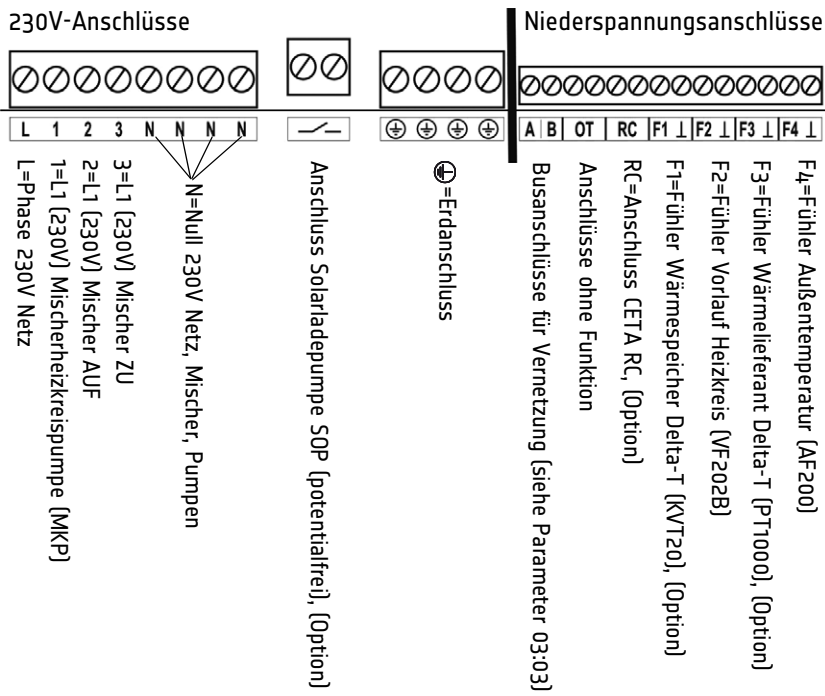 230V-Anschlüsse
Niederspannungsanschlüsse
L 1 2 3 N N N N
A B OT RC F1 ⊥ F2 ⊥ F3 ⊥ F4 ⊥
L=Phase 230V Netz
1=L1 (230V) Mischerheizkreispumpe (MKP)
2=L1 (230V) Mischer AUF
3=L1 (230V) Mischer ZU
N=Null 230V Netz, Mischer, Pumpen
Anschluss Solarladepumpe SOP (potentialfrei), (Option)
=Erdanschluss
Busanschlüsse für Vernetzung (siehe Parameter 03:03)
Anschlüsse ohne Funktion
RC=Anschluss CETA RC, (Option)
F1=Fühler Wärmespeicher Delta-T (KVT20), (Option)
F2=Fühler Vorlauf Heizkreis (VF202B)
F3=Fühler Wärmelieferant Delta-T (PT1000), (Option)
F4=Fühler Außentemperatur (AF200)